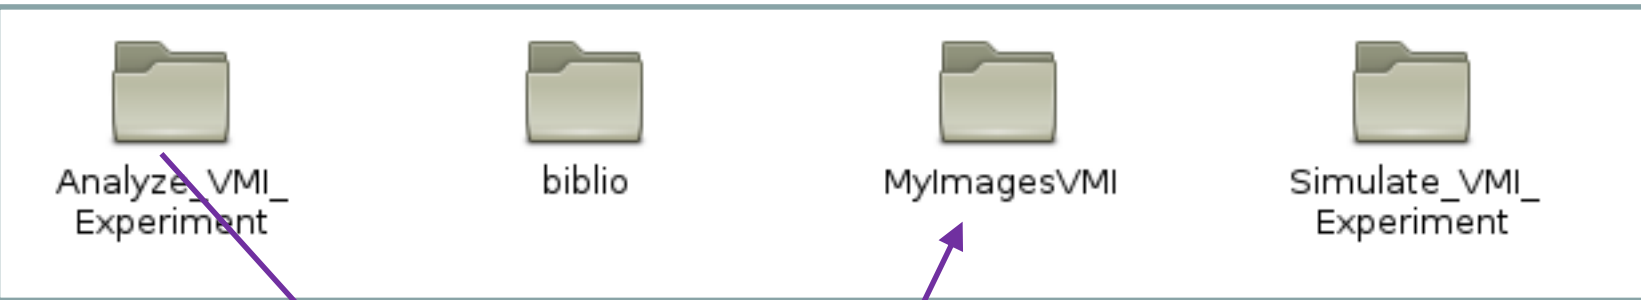 Analyze_VMI_
Experiment
biblio
MyImagesVMI
Simulate_VMI_
Experiment